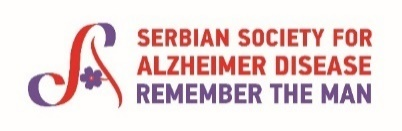 SERBIAN SOCIETY FOR
ALZHEIMER DISEASE
REMEMBER THE MAN